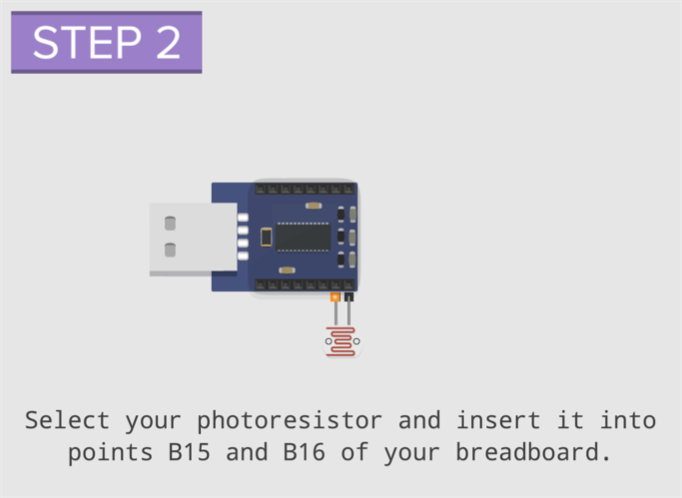 STEP 2
Select your photoresistor and insert it into
points B15 and B16 of your breadboard.